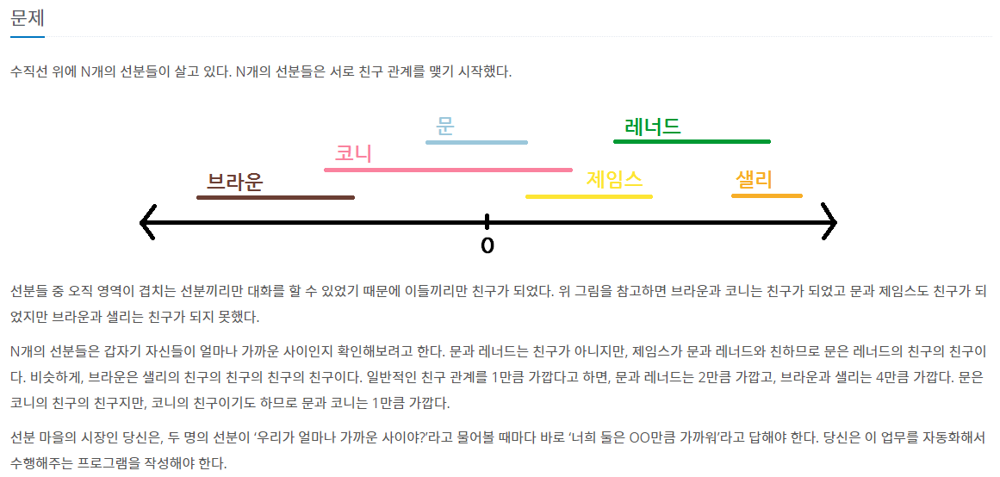 문제
수직선 위에 N개의 선분들이 살고 있다. N개의 선분들은 서로 친구 관계를 맺기 시작했다.
문
레너드
코니
브라운
제임스
샐리
0
선분들 중 오직 영역이 겹치는 선분끼리만 대화를 할 수 있었기 때문에 이들끼리만 친구가 되었다. 위 그림을 참고하면 브라운과 코니는 친구가 되었고 문과 제임스도 친구가 되
었지만 브라운과 샐리는 친구가 되지 못했다.
N개의 선분들은 갑자기 자신들이 얼마나 가까운 사이인지 확인해보려고 한다. 문과 레너드는 친구가 아니지만, 제임스가 문과 레너드와 친하므로 문은 레너드의 친구의 친구이
다. 비슷하게, 브라운은 샐리의 친구의 친구의 친구의 친구이다. 일반적인 친구 관계를 1만큼 가깝다고 하면, 문과 레너드는 2만큼 가깝고, 브라운과 샐리는 4만큼 가깝다. 문은
코니의 친구의 친구지만, 코니의 친구이기도 하므로 문과 코니는 1만큼 가깝다.
선분 마을의 시장인 당신은, 두 명의 선분이 ‘우리가 얼마나 가까운 사이야?’라고 물어볼 때마다 바로 ‘너희 둘은 OO만큼 가까워’라고 답해야 한다. 당신은 이 업무를 자동화해서
수행해주는 프로그램을 작성해야 한다.